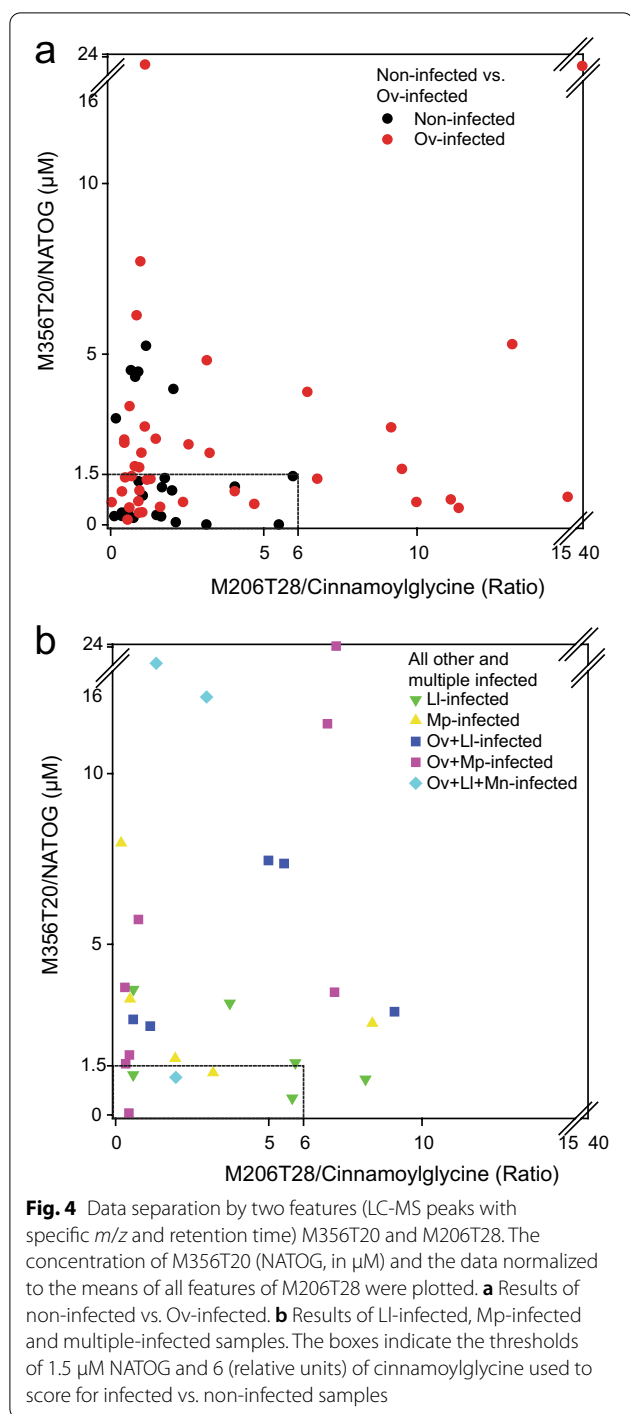 a
24
16
10
5
1.5
0
M356T20/NATOG (µM)
Non-infected vs.
Ov-infected
Non-infected
Ov-infected
0
5
6
10
15
40
M206T28/Cinnamoylglycine (Ratio)
b
24
16
10
5
1.5
0
M356T20/NATOG (µM)
All other and
multiple infected
Ll-infected
Mp-infected
Ov+Ll-infected
Ov+Mp-infected
Ov+Ll+Mn-infected
0
5
6
10
15
40
M206T28/Cinnamoylglycine (Ratio)
Fig. 4 Data separation by two features (LC-MS peaks with
specific m/z and retention time) M356T20 and M206T28. The
concentration of M356T20 (NATOG, in µM) and the data normalized
to the means of all features of M206T28 were plotted. a Results of
non-infected vs. Ov-infected. b Results of Ll-infected, Mp-infected
and multiple-infected samples. The boxes indicate the thresholds
of 1.5 µM NATOG and 6 (relative units) of cinnamoylglycine used to
score for infected vs. non-infected samples